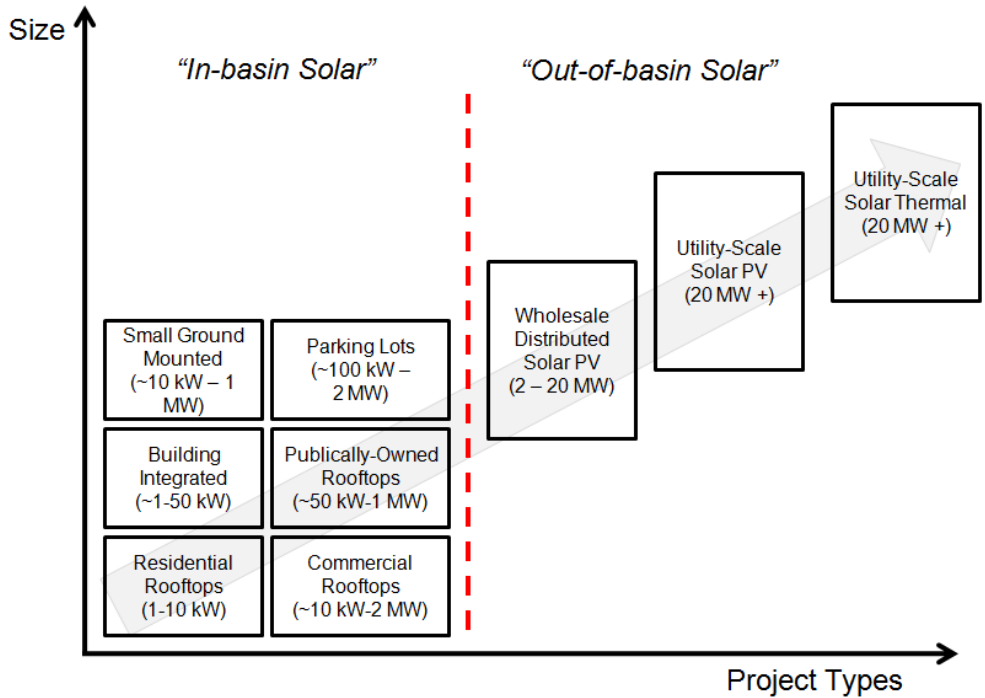 Size
“In-basin Solar”
“Out-of-basin Solar”
Utility-Scale
Solar Thermal
(20 MW +)
Utility-Scale
Solar PV
(20 MW +)
Wholesale
Distributed
Solar PV
(2 – 20 MW)
Small Ground
Mounted
(~10 kW – 1
MW)
Parking Lots
(~100 kW –
2 MW)
Building
Integrated
(~1-50 kW)
Publically-Owned
Rooftops
(~50 kW-1 MW)
Residential
Rooftops
(1-10 kW)
Commercial
Rooftops
(~10 kW-2 MW)
Project Types